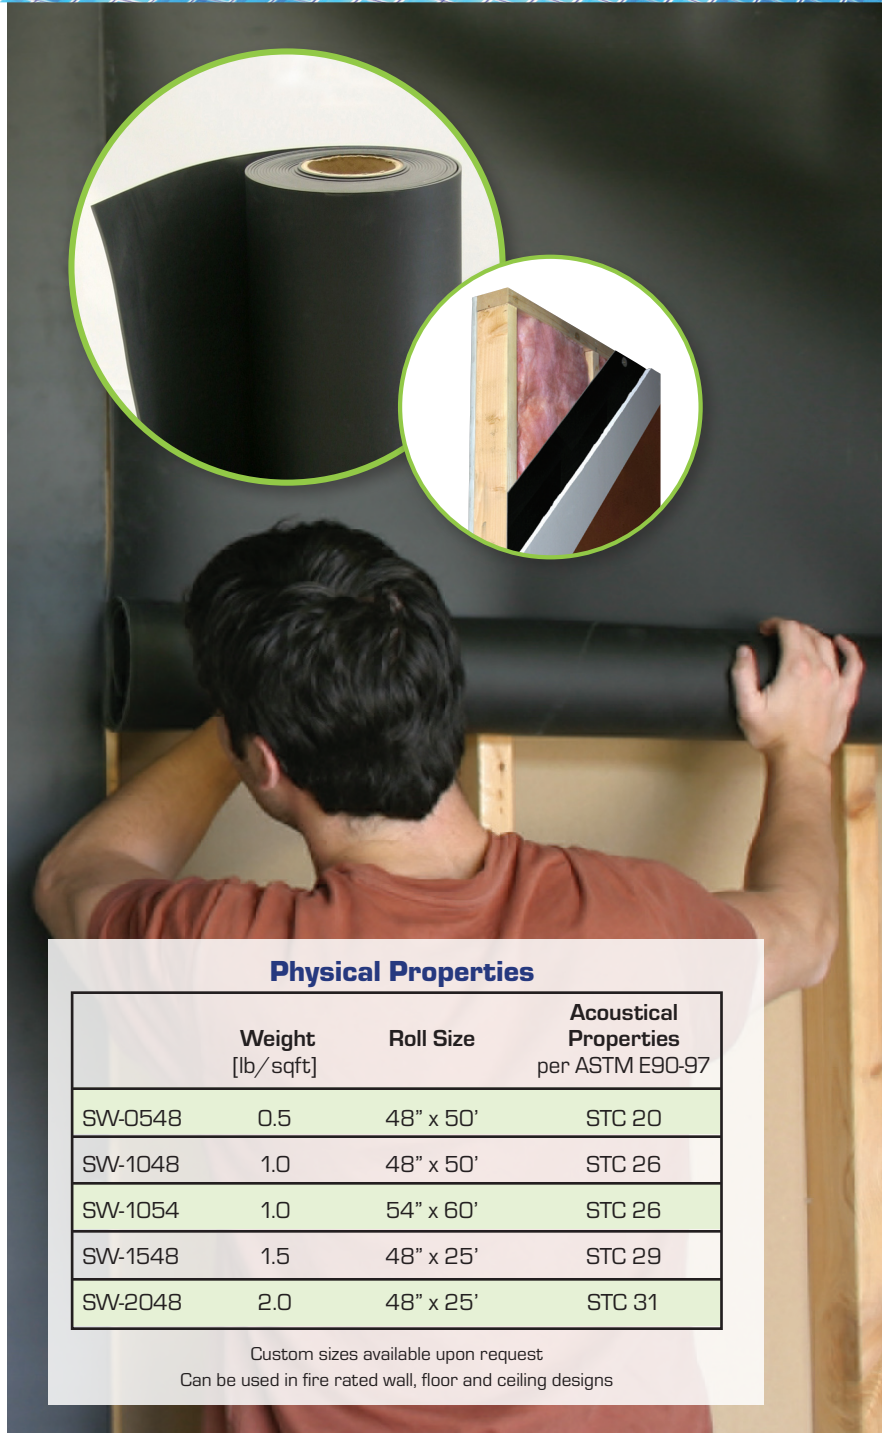 Physical Properties
Weight [lb/sqft] Roll Size Acoustical Properties per ASTM E90-97
SW-0548 0.5 48” x 50’ STC 20
SW-1048 1.0 48” x 50’ STC 26
SW-1054 1.0 54” x 60’ STC 26
SW-1548 1.5 48” x 25’ STC 29
SW-2048 2.0 48” x 25’ STC 31
Custom sizes available upon request
Can be used in fire rated wall, floor and ceiling designs